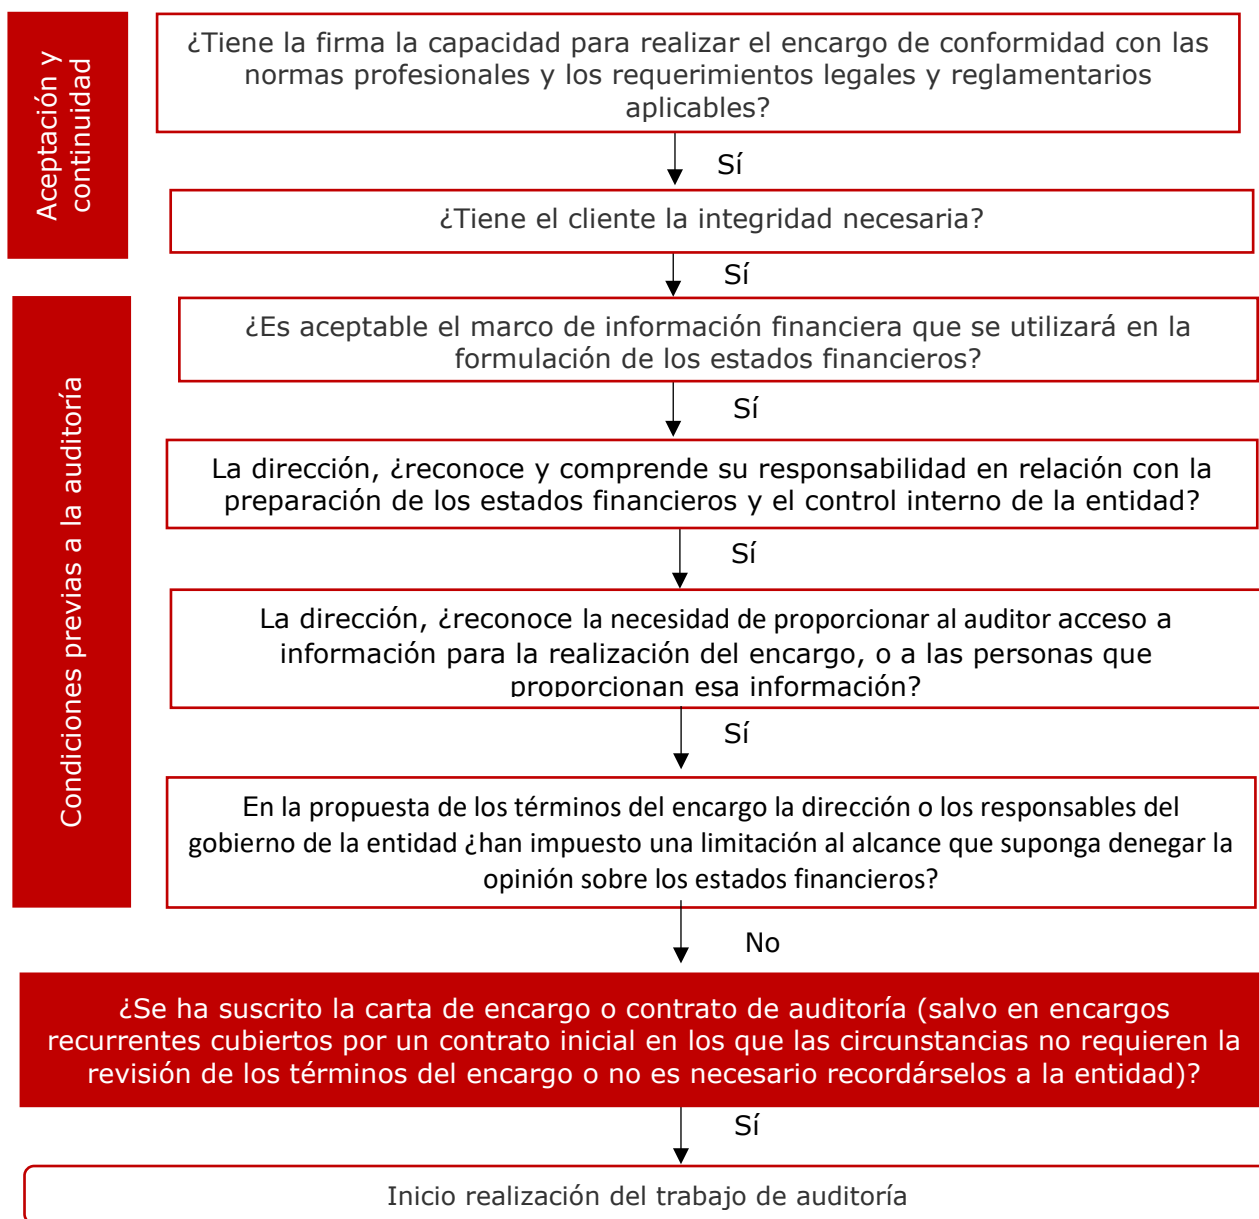 Aceptación y
continuidad
¿Tiene la firma la capacidad para realizar el encargo de conformidad con las
normas profesionales y los requerimientos legales y reglamentarios
aplicables?
Sí
¿Tiene el cliente la integridad necesaria?
Sí
Condiciones previas a la auditoría
¿Es aceptable el marco de información financiera que se utilizará en la
formulación de los estados financieros?
Sí
La dirección, ¿reconoce y comprende su responsabilidad en relación con la
preparación de los estados financieros y el control interno de la entidad?
Sí
La dirección, ¿reconoce la necesidad de proporcionar al auditor acceso a
información para la realización del encargo, o a las personas que
proporcionan esa información?
Sí
En la propuesta de los términos del encargo la dirección o los responsables del
gobierno de la entidad ¿han impuesto una limitación al alcance que suponga denegar la
opinión sobre los estados financieros?
No
¿Se ha suscrito la carta de encargo o contrato de auditoría (salvo en encargos
recurrentes cubiertos por un contrato inicial en los que las circunstancias no requieren la
revisión de los términos del encargo o no es necesario recordárselos a la entidad)?
Sí
Inicio realización del trabajo de auditoría